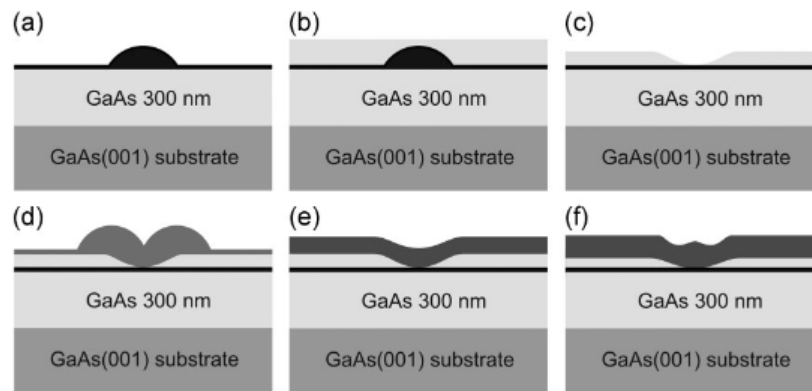 (a)
(b)
(c)
GaAs 300 nm
GaAs 300 nm
GaAs 300 nm
GaAs(001) substrate
GaAs(001) substrate
GaAs(001) substrate
(d)
(e)
(f)
GaAs 300 nm
GaAs 300 nm
GaAs 300 nm
GaAs(001) substrate
GaAs(001) substrate
GaAs(001) substrate